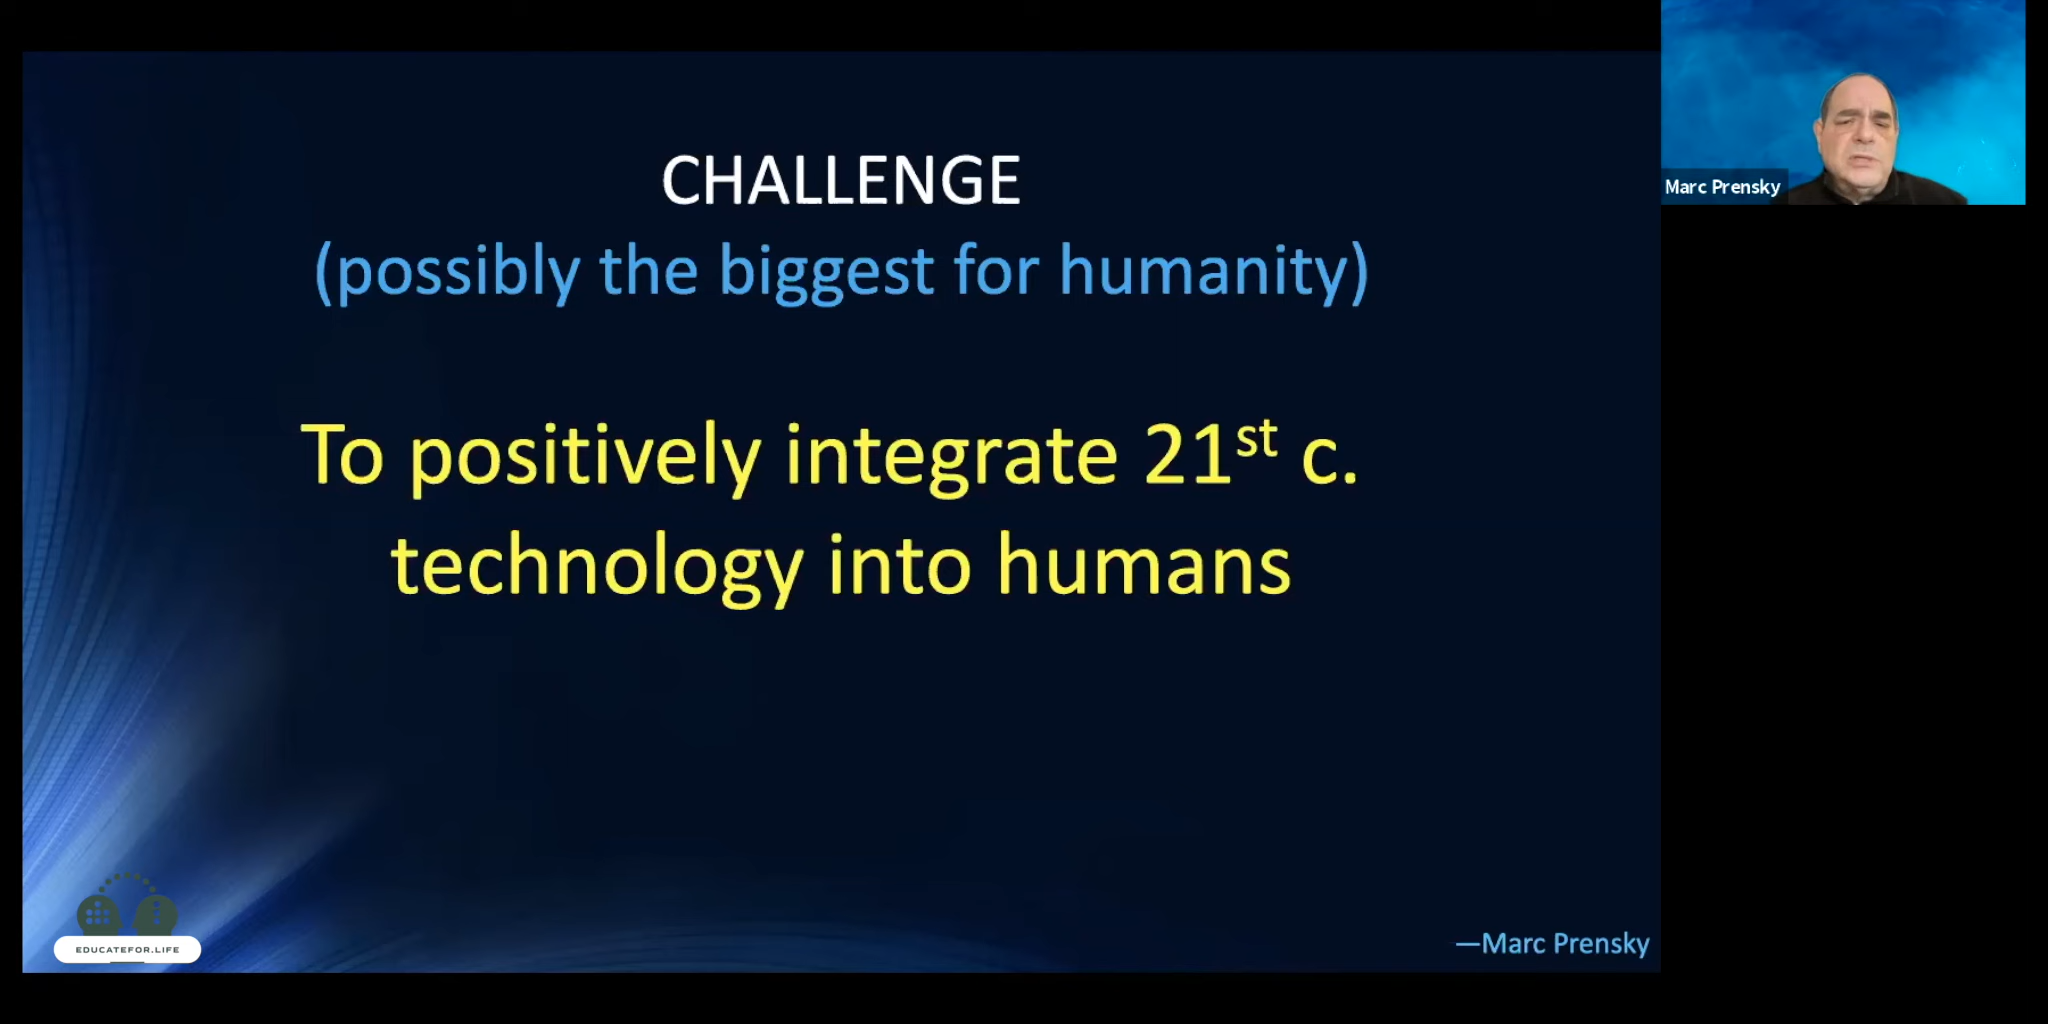 CHALLENGE
(possibly the biggest for humanity)
To positively integrate 21st c.
technology into humans
—Marc Prensky
EDUCATEFOR.LIFE
Marc Prensky